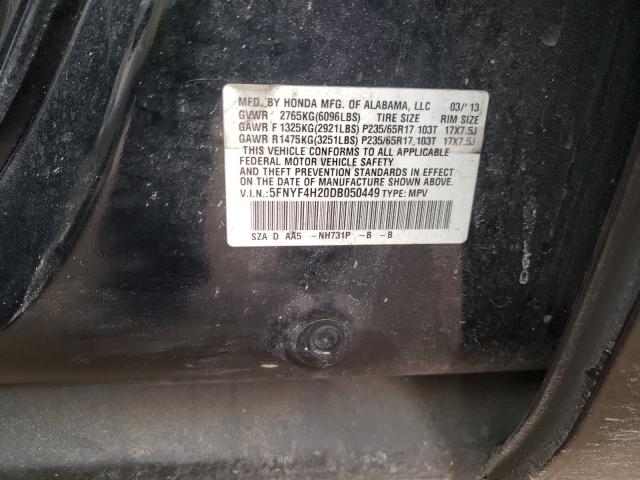 MFD. BY HONDA MFG. OF ALABAMA, LLC 03/'13
GVWR 2765KG(6096LBS) TIRE SIZE RIM SIZE
GAWR F 1325KG(2921LBS) P235/65R17 103T 17X7.5J
GAWR R1475KG(3251LBS) P235/65R17 103T 17X7.5J
THIS VEHICLE CONFORMS TO ALL APPLICABLE
FEDERAL MOTOR VEHICLE SAFETY
AND THEFT PREVENTION STANDARDS IN EFFECT
ON THE DATE OF MANUFACTURE SHOWN ABOVE.
V.I.N.: 5FNYF4H20DB050449 TYPE: MPV
SZA D AA5 -NH731P -B -B